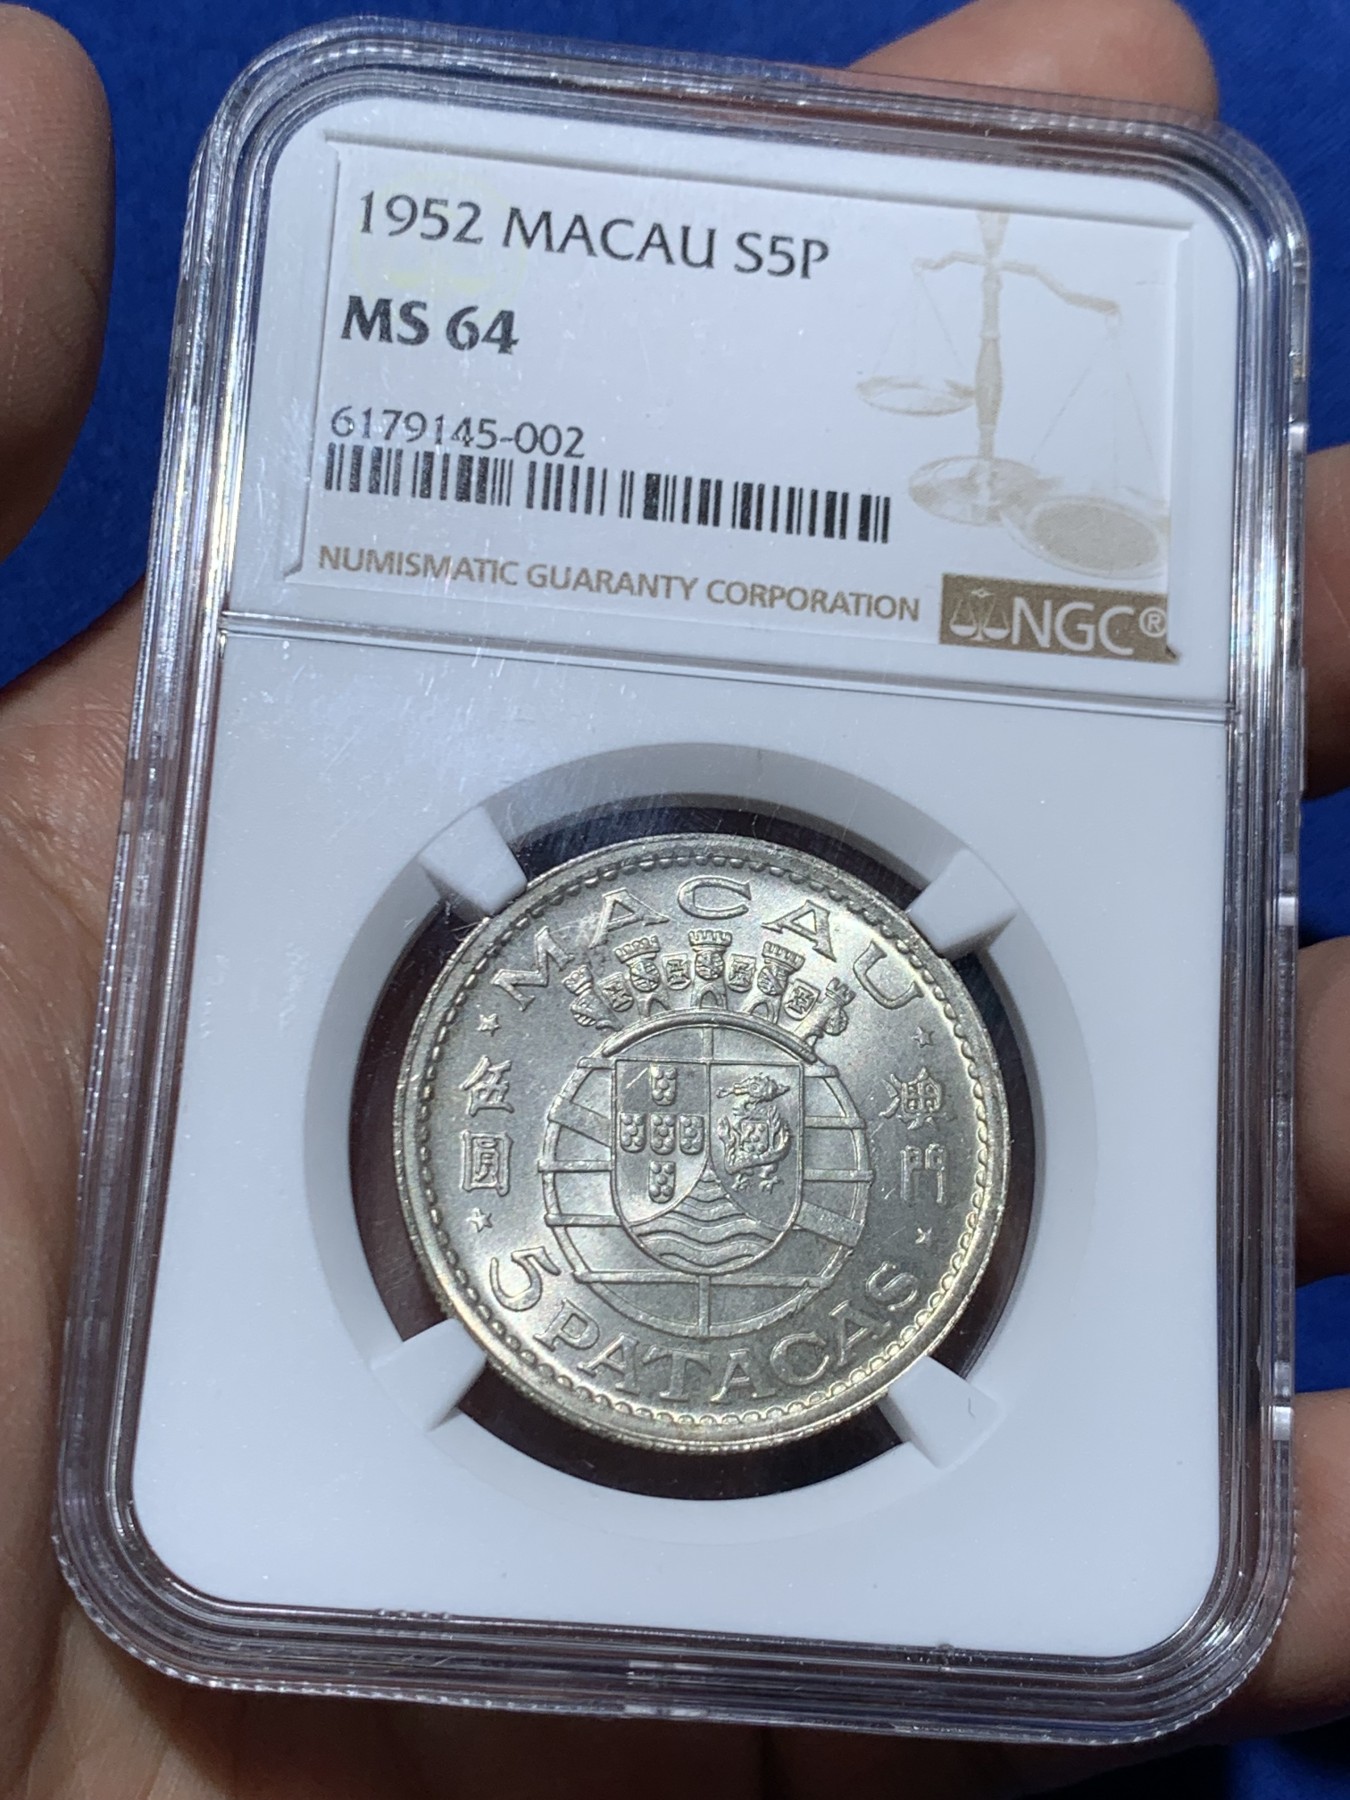 1952 MACAU S5P
MS 64
6179145-002
NUMISMATIC GUARANTY CORPORATION
NGC®
MACAU
伍圓
澳門
5 PATACAS